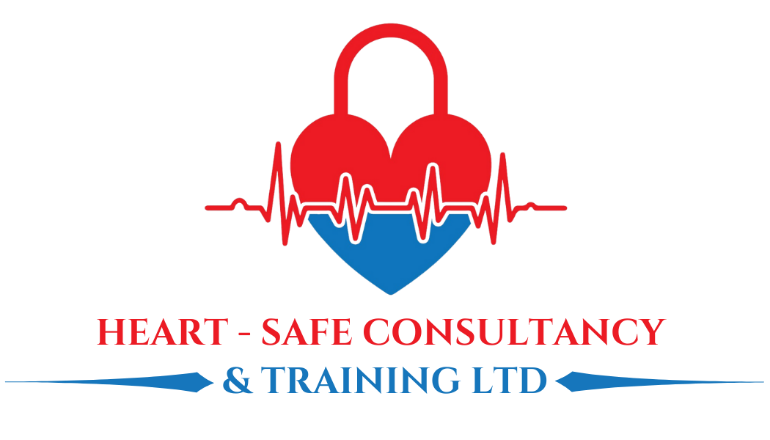 HEART - SAFE CONSULTANCY
& TRAINING LTD